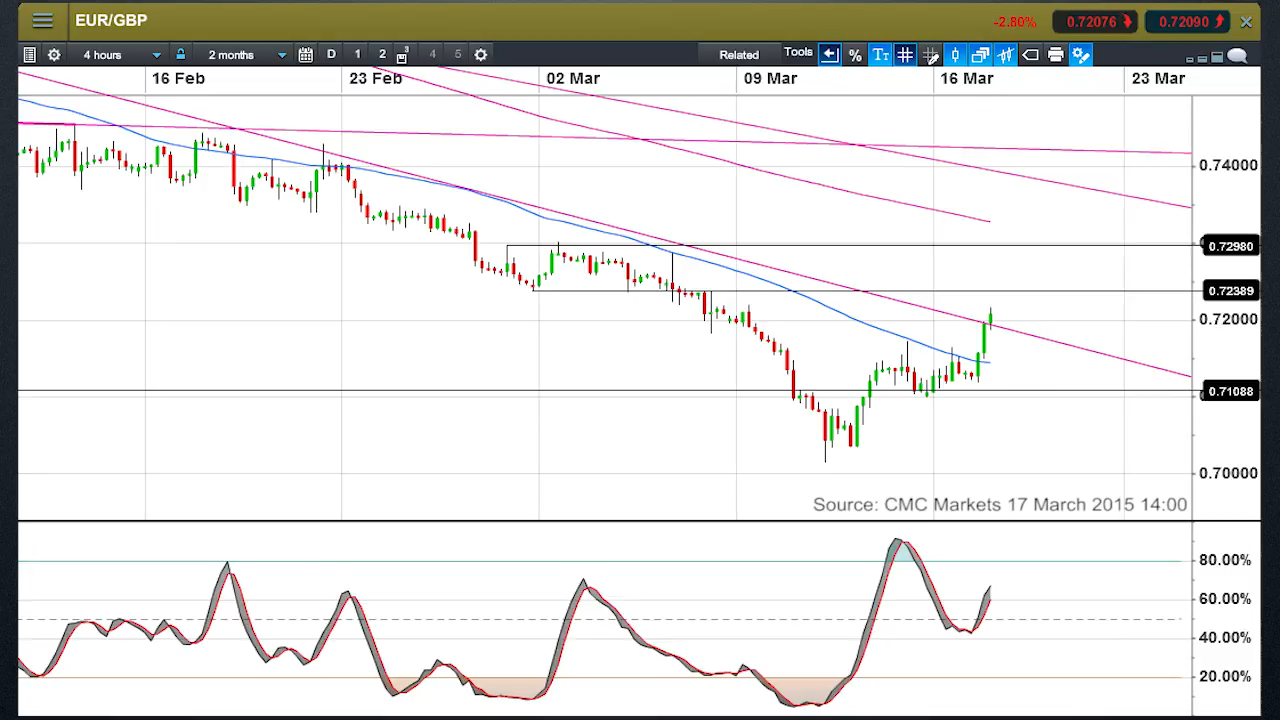 EUR/GBP
-2.80% 0.72076 0.72090
4 hours 2 months D 1 2 3 4 5 Related Tools % TT
16 Feb 23 Feb 02 Mar 09 Mar 16 Mar 23 Mar
0.74000
0.72980
0.72389
0.72000
0.71088
0.70000
Source: CMC Markets 17 March 2015 14:00
80.00%
60.00%
40.00%
20.00%